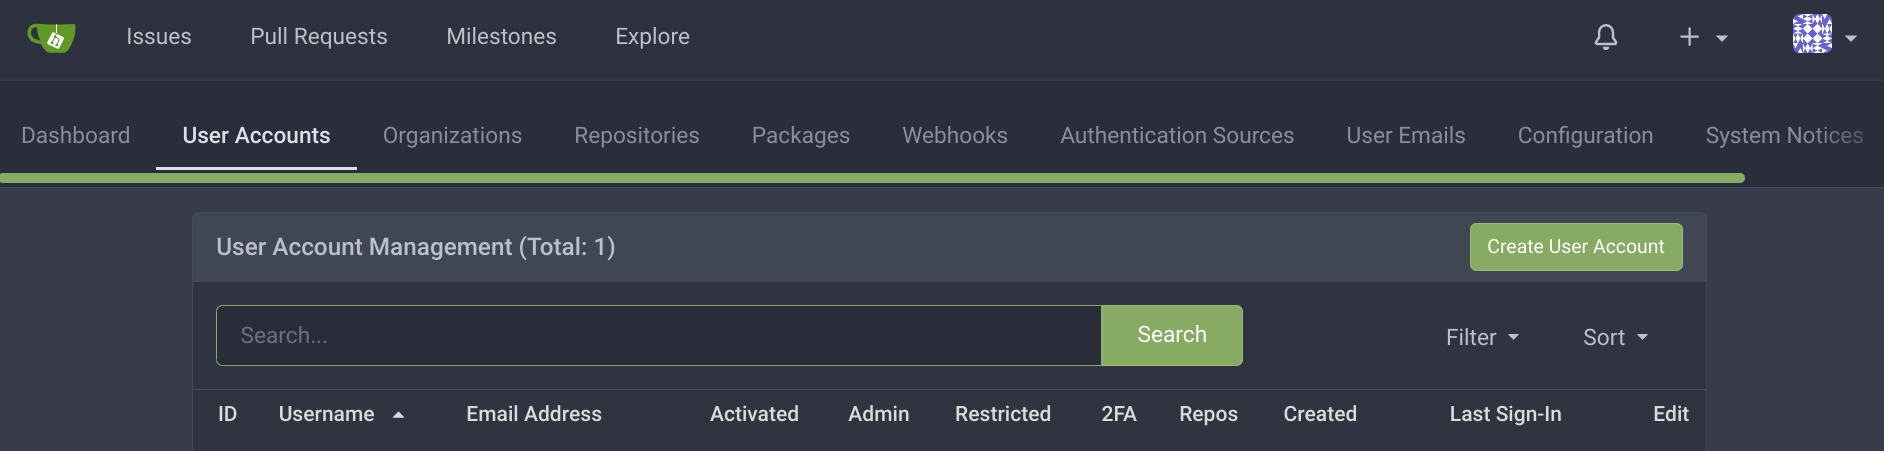 Issues Pull Requests Milestones Explore
Dashboard User Accounts Organizations Repositories Packages Webhooks Authentication Sources User Emails Configuration System Notices
User Account Management (Total: 1) Create User Account
Search... Search Filter Sort
ID Username Email Address Activated Admin Restricted 2FA Repos Created Last Sign-In Edit